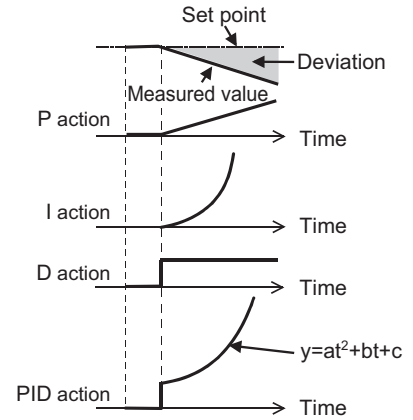 Set point
Deviation
Measured value
P action
Time
I action
Time
D action
Time
y=at²+bt+c
PID action
Time